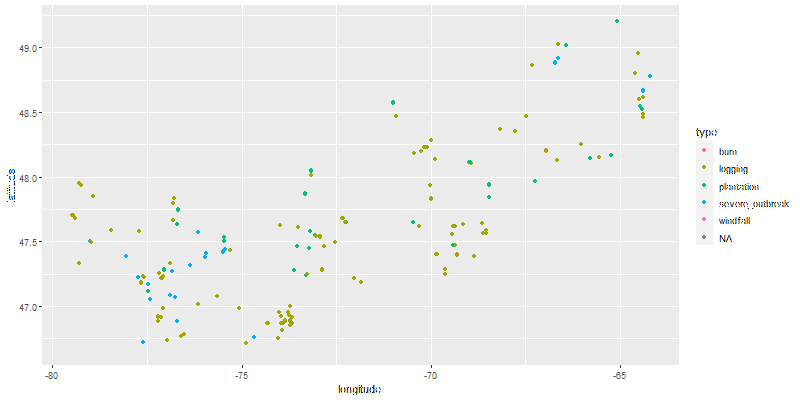 49.0
48.5
48.0
47.5
47.0
latitude
-80
-75
-70
-65
longitude
type
burn
logging
plantation
severe_outbreak
windfall
NA